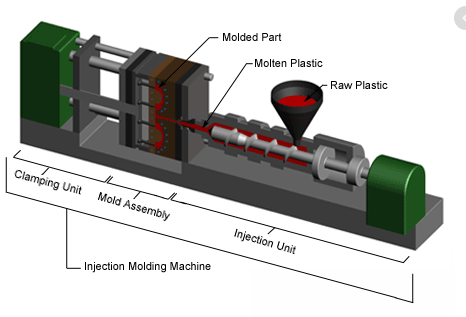 Molded Part
Molten Plastic
Raw Plastic
Clamping Unit
Mold Assembly
Injection Unit
Injection Molding Machine